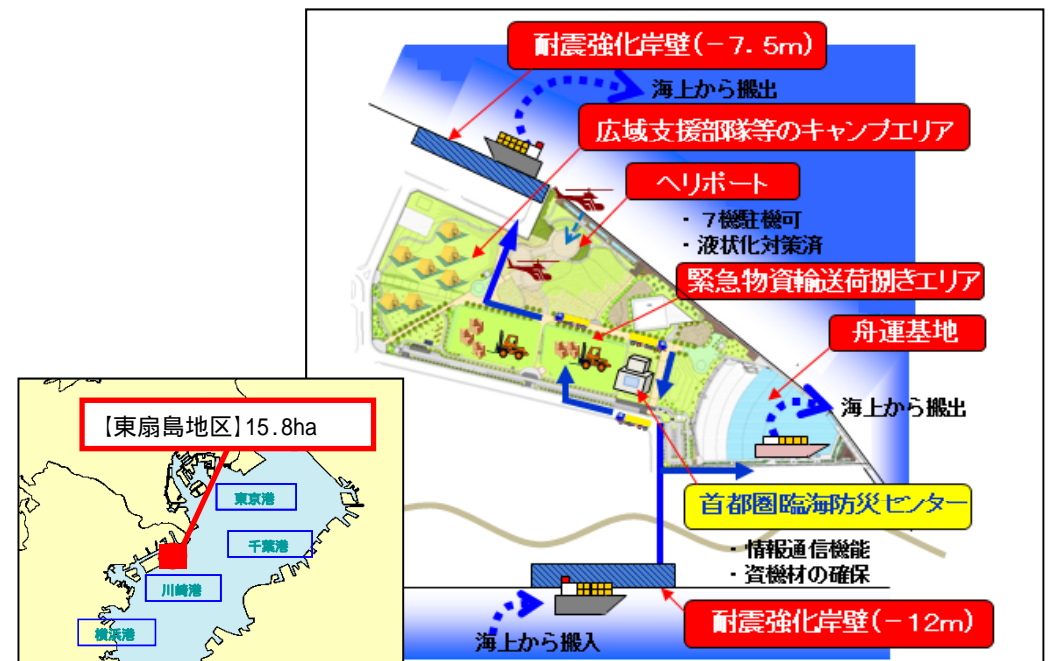 耐震強化岸壁(－7.5m)
海上から搬出
広域支援部隊等のキャンプエリア
ヘリポート
・7機駐機可
・液状化対策済
緊急物資輸送荷捌きエリア
舟運基地
海上から搬出
首都圏臨海防災センター
・情報通信機能
・資機材の確保
耐震強化岸壁(－12m)
海上から搬入
【東扇島地区】15.8ha
東京港
千葉港
川崎港
横浜港